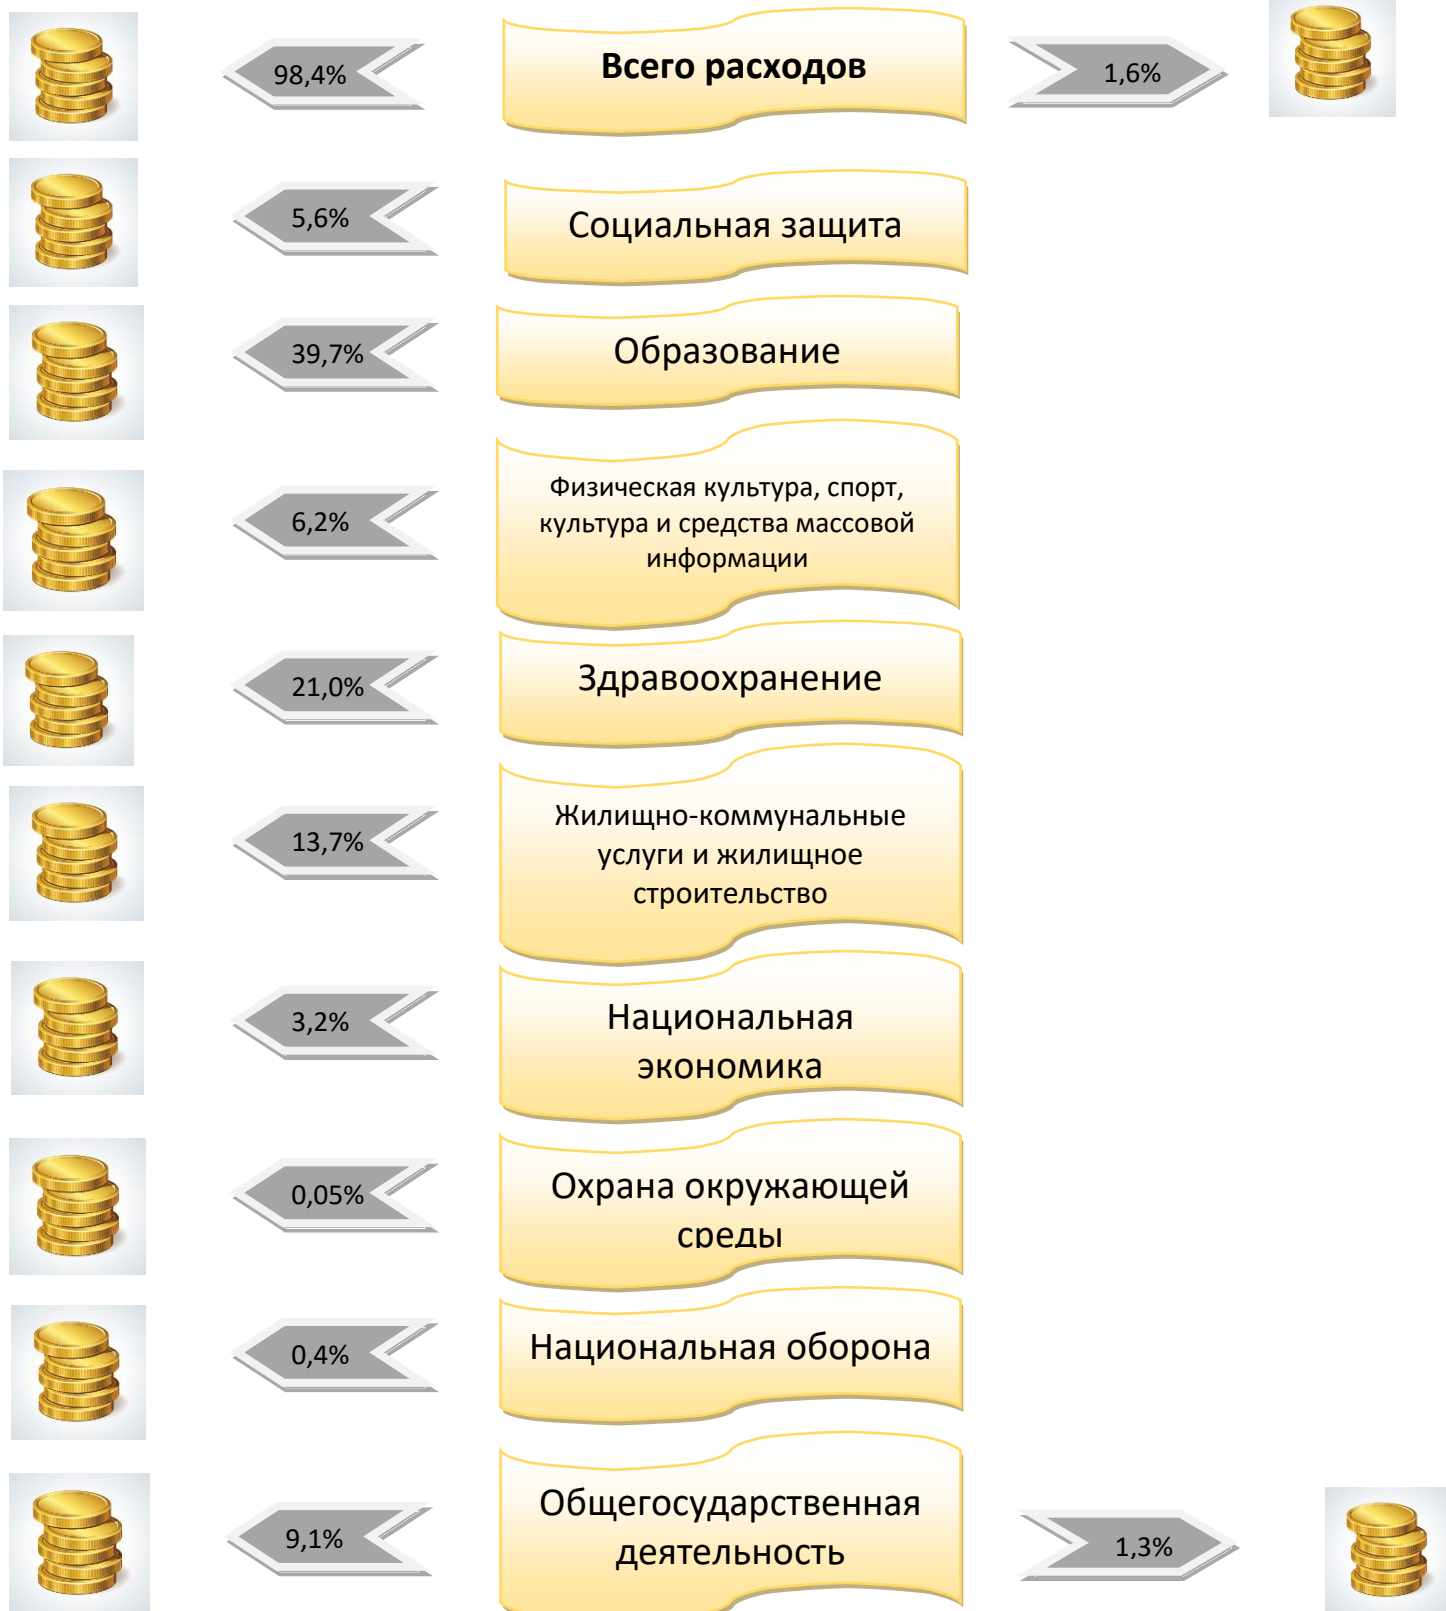 98,4%
Всего расходов
1,6%
5,6%
Социальная защита
39,7%
Образование
6,2%
Физическая культура, спорт,
культура и средства массовой
информации
21,0%
Здравоохранение
13,7%
Жилищно-коммунальные
услуги и жилищное
строительство
3,2%
Национальная
экономика
0,05%
Охрана окружающей
среды
0,4%
Национальная оборона
9,1%
Общегосударственная
деятельность
1,3%